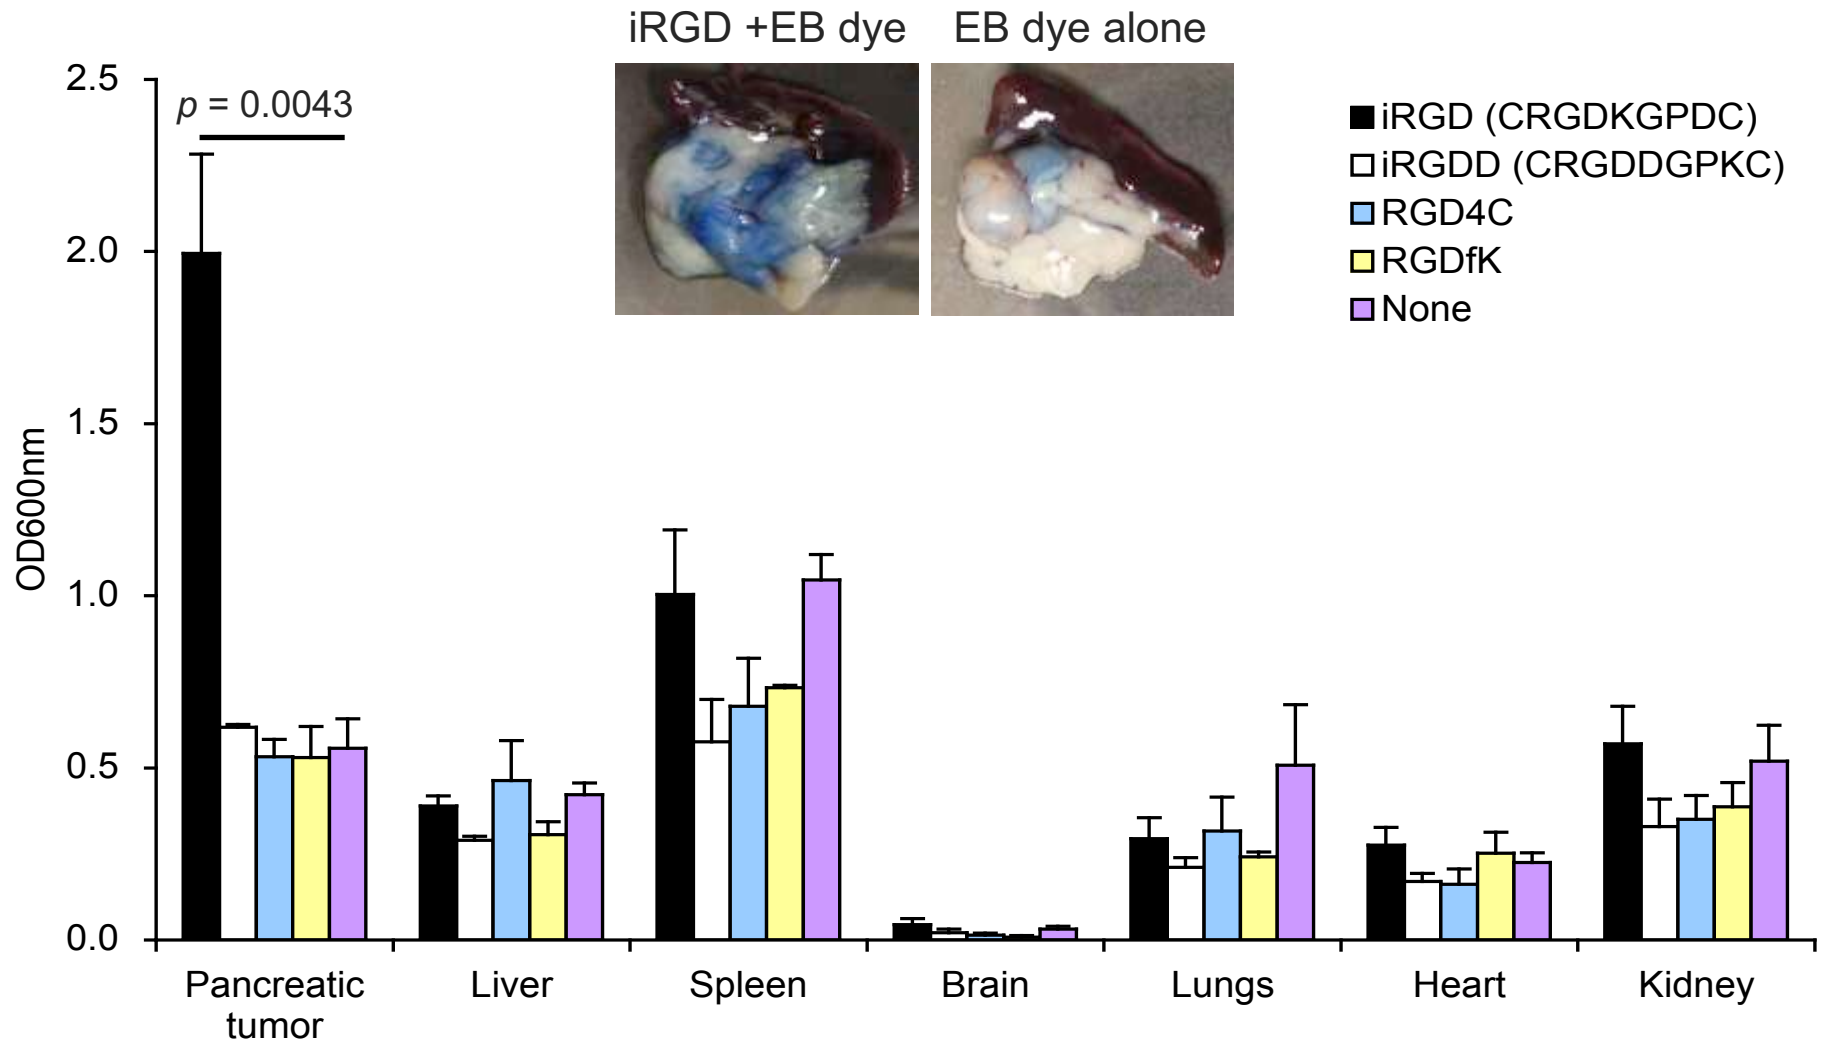 iRGD +EB dye
EB dye alone
2.5
2.0
1.5
1.0
0.5
0.0
OD600nm
p = 0.0043
iRGD (CRGDKGPDC)
iRGDD (CRGDDGPKC)
RGD4C
RGDfK
None
Pancreatic
tumor
Liver
Spleen
Brain
Lungs
Heart
Kidney